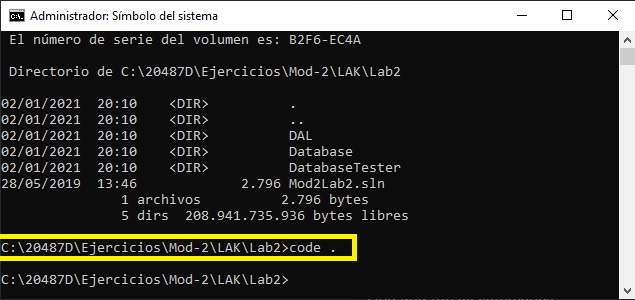 Administrador: Símbolo del sistema
El número de serie del volumen es: B2F6-EC4A
Directorio de C:\20487D\Ejercicios\Mod-2\LAK\Lab2
02/01/2021  20:10    <DIR>          .
02/01/2021  20:10    <DIR>          ..
02/01/2021  20:10    <DIR>          DAL
02/01/2021  20:10    <DIR>          Database
02/01/2021  20:10    <DIR>          DatabaseTester
28/05/2019  13:46             2.796 Mod2Lab2.sln
1 archivos          2.796 bytes
5 dirs  208.941.735.936 bytes libres
C:\20487D\Ejercicios\Mod-2\LAK\Lab2>code .
C:\20487D\Ejercicios\Mod-2\LAK\Lab2>